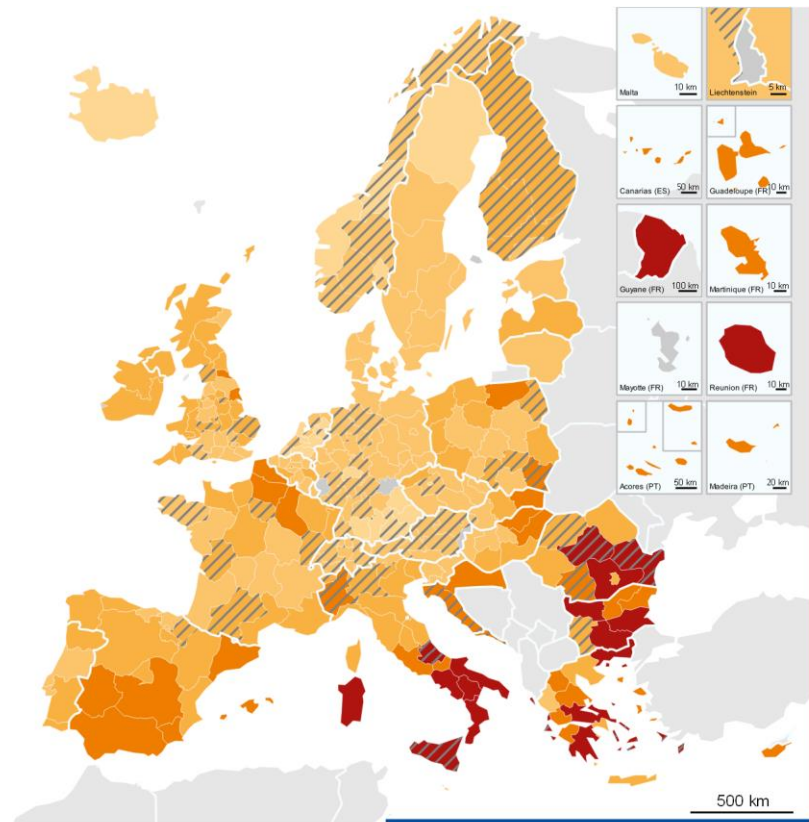 Malta
10 km
Liechtenstein
5 km
Canarias (ES)
50 km
Guadeloupe (FR)
10 km
Guyane (FR)
100 km
Martinique (FR)
10 km
Mayotte (FR)
10 km
Reunion (FR)
10 km
Acores (PT)
50 km
Madeira (PT)
20 km
500 km